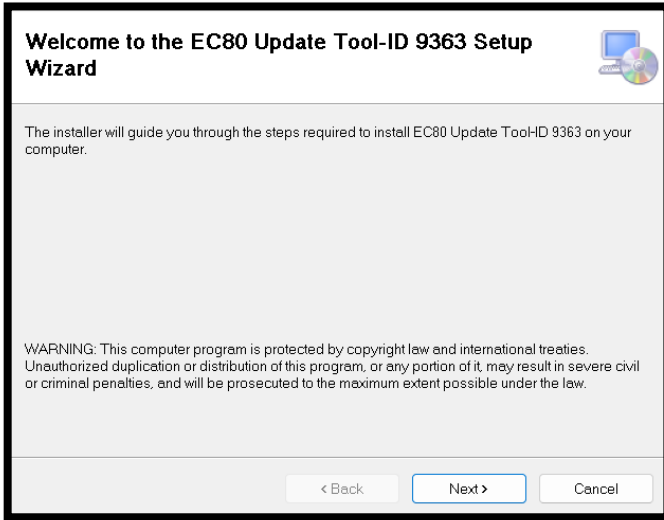 Welcome to the EC80 Update Tool-ID 9363 Setup
Wizard
The installer will guide you through the steps required to install EC80 Update Tool-ID 9363 on your
computer.
WARNING: This computer program is protected by copyright law and international treaties.
Unauthorized duplication or distribution of this program, or any portion of it, may result in severe civil
or criminal penalties, and will be prosecuted to the maximum extent possible under the law.
< Back Next > Cancel